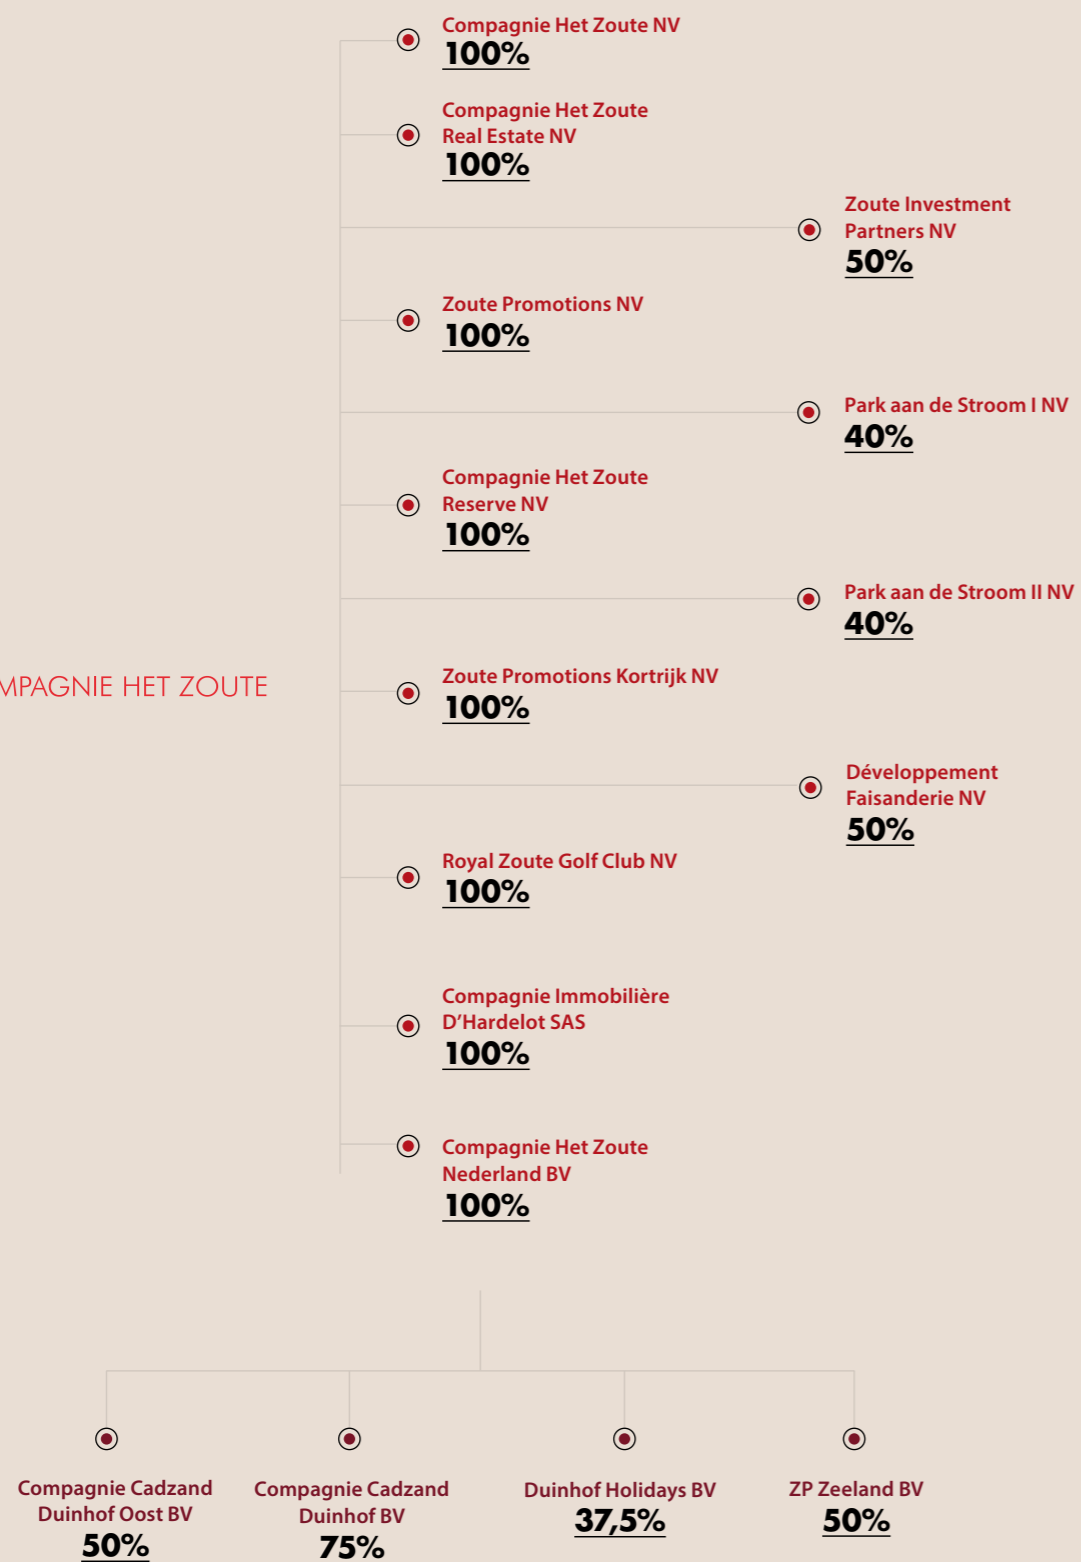 Compagnie Het Zoute NV
100%
Compagnie Het Zoute
Real Estate NV
100%
Zoute Investment
Partners NV
50%
Zoute Promotions NV
100%
Park aan de Stroom I NV
40%
Compagnie Het Zoute
Reserve NV
100%
Park aan de Stroom II NV
40%
MPAGNIE HET ZOUTE
Zoute Promotions Kortrijk NV
100%
Développement
Faisanderie NV
50%
Royal Zoute Golf Club NV
100%
Compagnie Immobilière
D’Hardelot SAS
100%
Compagnie Het Zoute
Nederland BV
100%
Compagnie Cadzand
Duinhof Oost BV
50%
Compagnie Cadzand
Duinhof BV
75%
Duinhof Holidays BV
37,5%
ZP Zeeland BV
50%